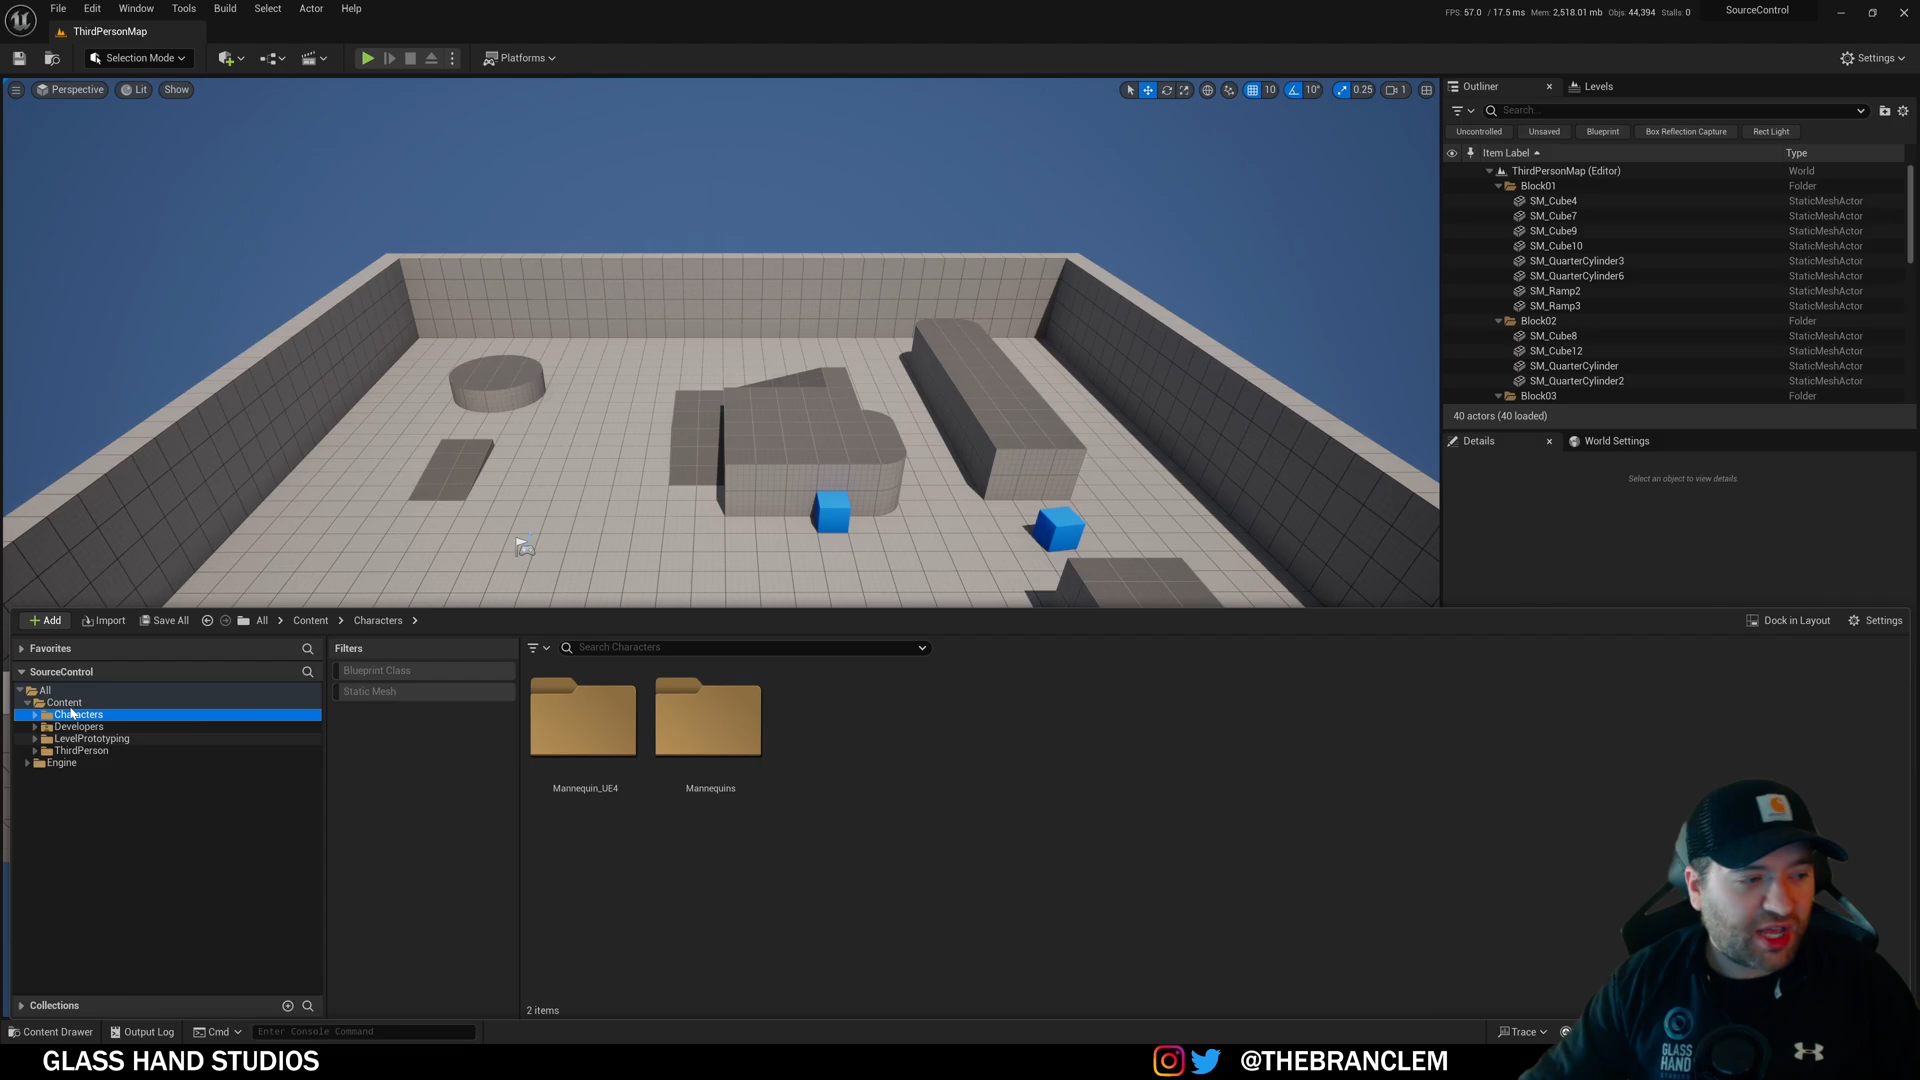 File Edit Window Tools Build Select Actor Help
FPS: 57.0 / 17.5 ms Mem: 2,518.01 mb Objs: 44,394 Stalls: 0
SourceControl
ThirdPersonMap
Selection Mode
Platforms
Settings
Perspective Lit Show
10 10° 0.25 1
Outliner
Levels
Search...
Uncontrolled Unsaved Blueprint Box Reflection Capture Rect Light
Item Label Type
ThirdPersonMap (Editor) World
Block01 Folder
SM_Cube4 StaticMeshActor
SM_Cube7 StaticMeshActor
SM_Cube9 StaticMeshActor
SM_Cube10 StaticMeshActor
SM_QuarterCylinder3 StaticMeshActor
SM_QuarterCylinder6 StaticMeshActor
SM_Ramp2 StaticMeshActor
SM_Ramp3 StaticMeshActor
Block02 Folder
SM_Cube8 StaticMeshActor
SM_Cube12 StaticMeshActor
SM_QuarterCylinder StaticMeshActor
SM_QuarterCylinder2 StaticMeshActor
Block03 Folder
40 actors (40 loaded)
Details
World Settings
Select an object to view details.
Add Import Save All All Content Characters
Dock in Layout Settings
Favorites
SourceControl
All
Content
Characters
Developers
LevelPrototyping
ThirdPerson
Engine
Collections
Filters
Blueprint Class
Static Mesh
Search Characters
Mannequin_UE4 Mannequins
2 items
Content Drawer Output Log Cmd Enter Console Command
Trace
GLASS HAND STUDIOS
@THEBRANCLEM
GLASS
HAND